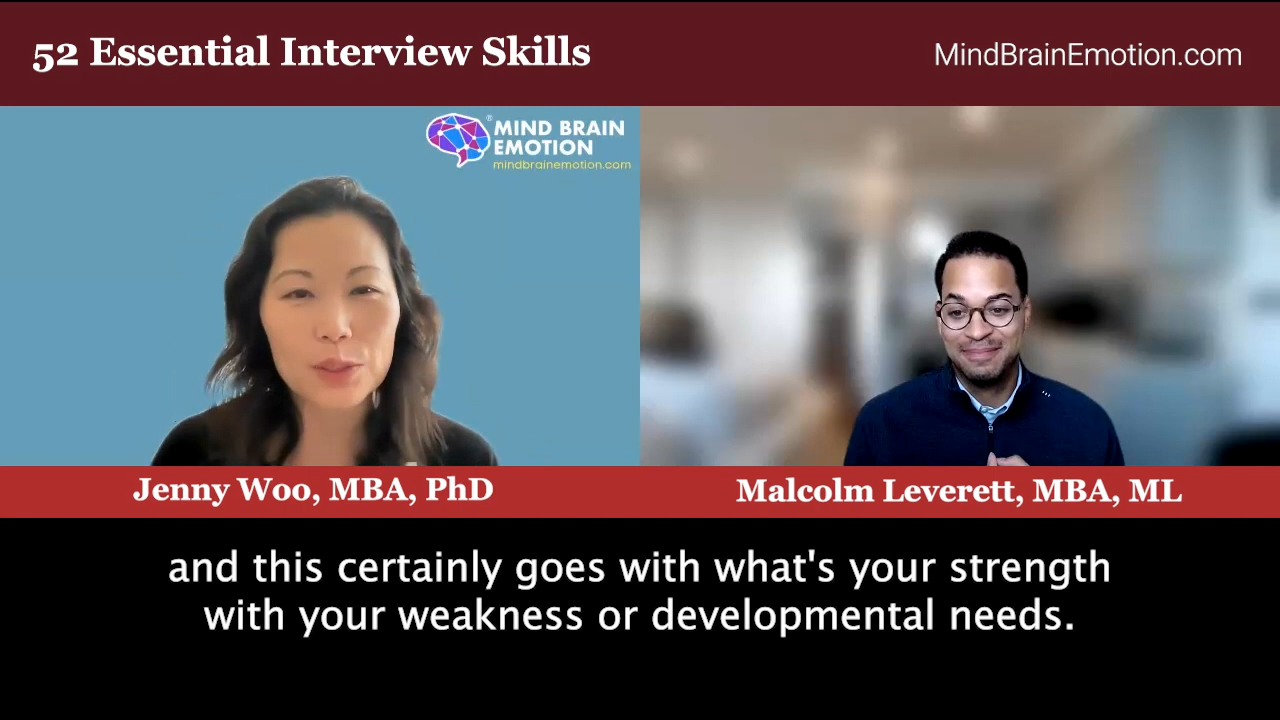 52 Essential Interview Skills
MindBrainEmotion.com
MIND BRAIN
EMOTION
®
mindbrainemotion.com
Jenny Woo, MBA, PhD
Malcolm Leverett, MBA, ML
and this certainly goes with what's your strength
with your weakness or developmental needs.